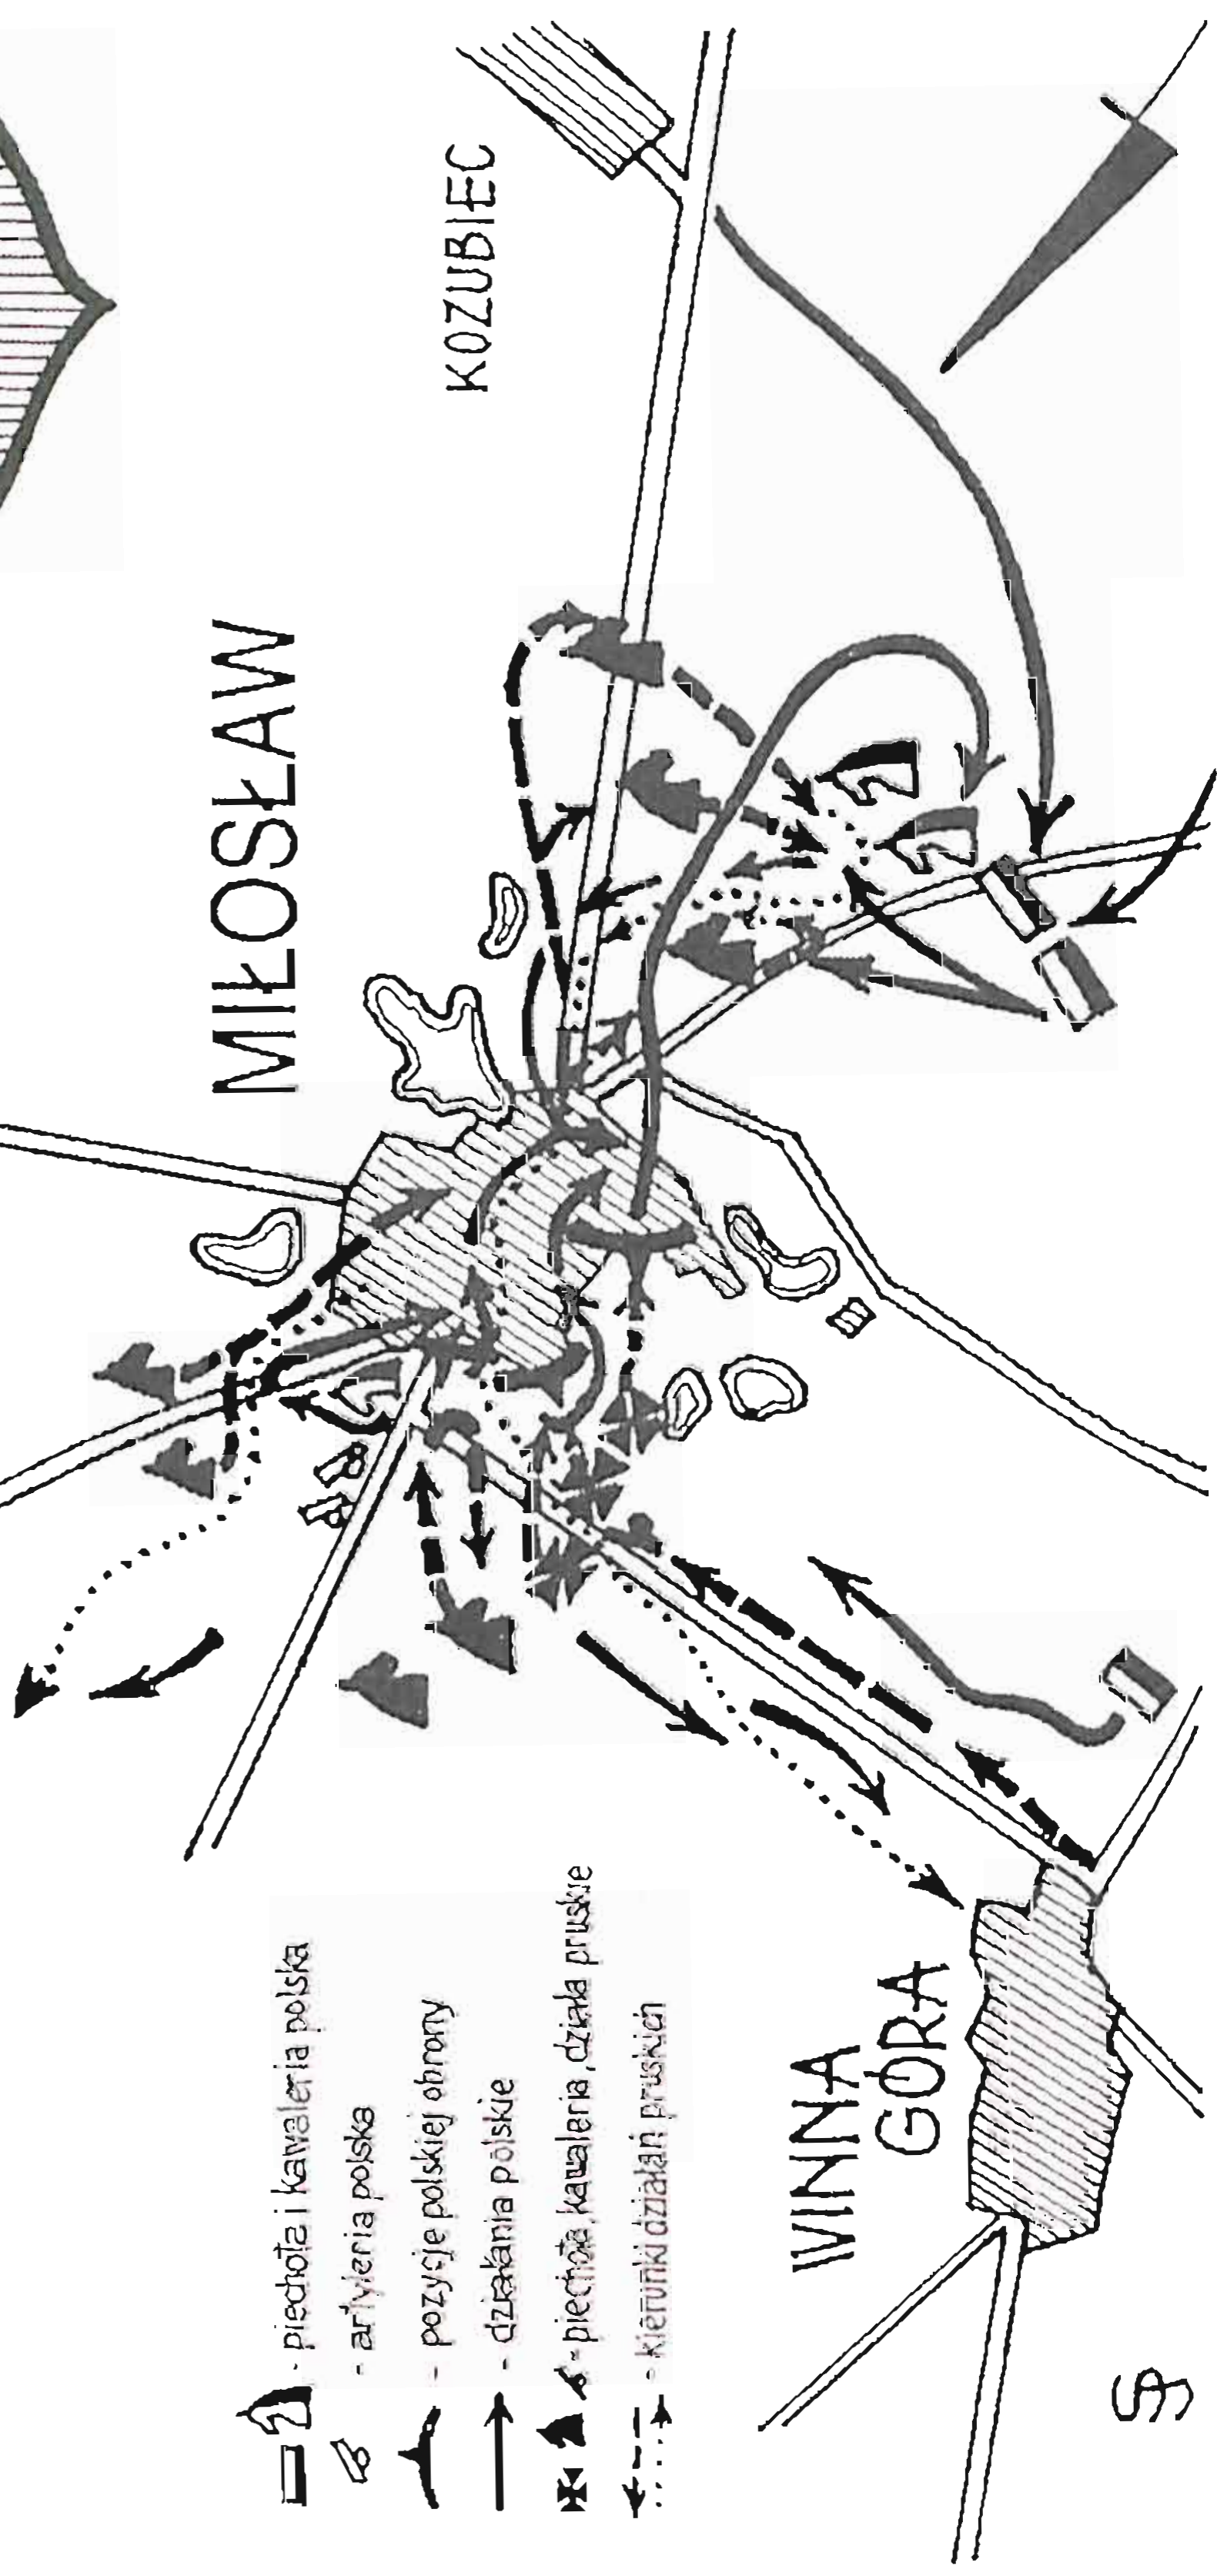 MIŁOSŁAW
KOZUBIEC
WINNA
GÓRA
- piechota i kawaleria polska
- artyleria polska
- pozycje polskiej obrony
- działania polskie
- piechota, kawaleria, działa pruskie
- kierunki działań pruskich